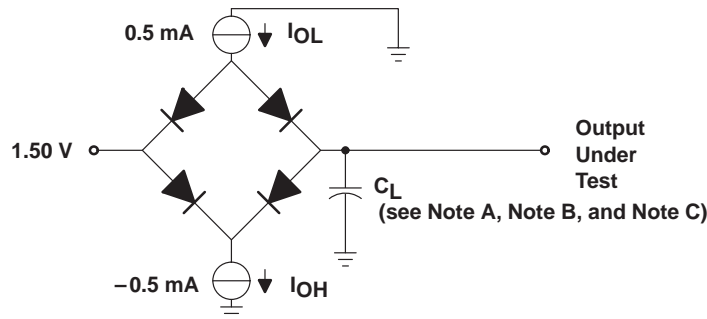 0.5 mA
IOL
1.50 V
Output
Under
Test
CL
(see Note A, Note B, and Note C)
–0.5 mA
IOH